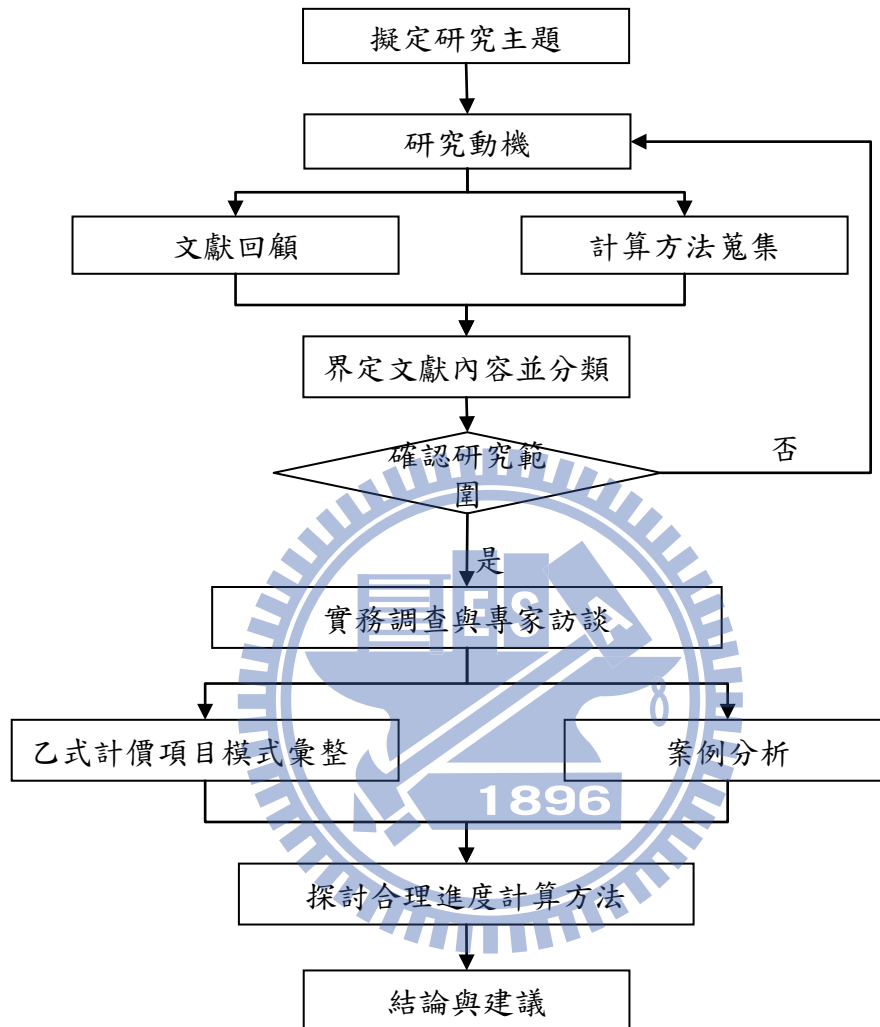 擬定研究主題
研究動機
文獻回顧
計算方法蒐集
界定文獻內容並分類
確認研究範
圍
否
是
實務調查與專家訪談
乙式計價項目模式彙整
案例分析
探討合理進度計算方法
結論與建議
ES
1896